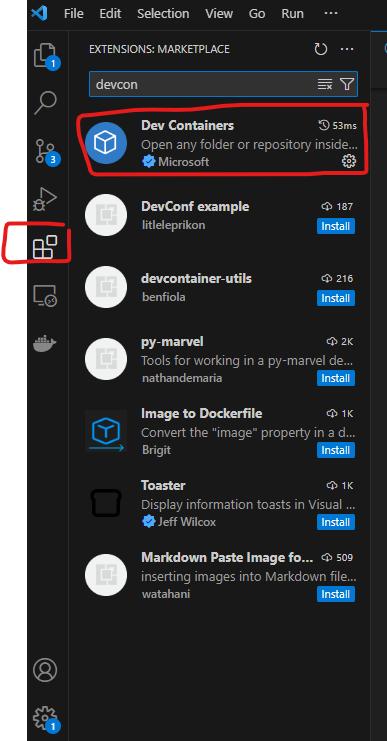 File Edit Selection View Go Run ···
EXTENSIONS: MARKETPLACE
1
devcon
Dev Containers 53ms
Open any folder or repository inside...
Microsoft
3
DevConf example 187
litleleprikon Install
devcontainer-utils 216
benfiola Install
py-marvel 2K
Tools for working in a py-marvel de...
nathandemaria Install
Image to Dockerfile 1K
Convert the "image" property in a d...
Brigit Install
Toaster 1K
Display information toasts in Visual ...
Jeff Wilcox Install
Markdown Paste Image fo... 509
inserting images into Markdown file...
watahani Install
1